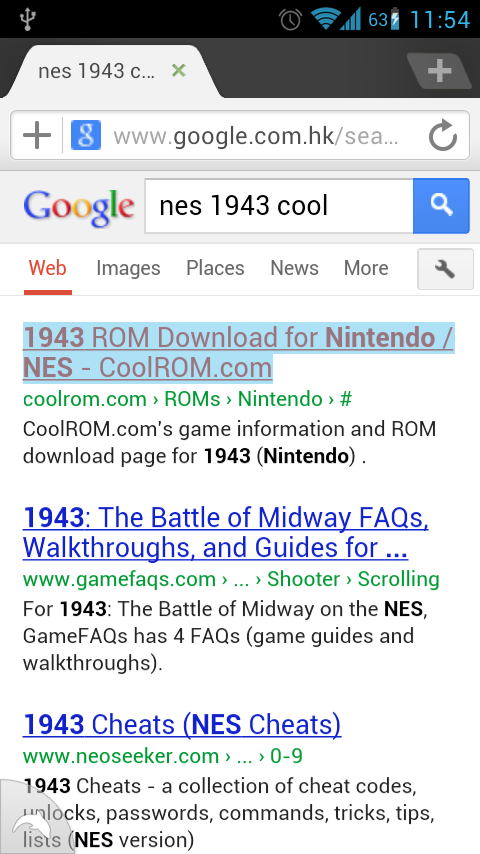 63 11:54
nes 1943 c...
www.google.com.hk/sea...
Google nes 1943 cool
Web Images Places News More
1943 ROM Download for Nintendo /
NES - CoolROM.com
coolrom.com › ROMs › Nintendo › #
CoolROM.com's game information and ROM
download page for 1943 (Nintendo) .
1943: The Battle of Midway FAQs,
Walkthroughs, and Guides for ...
www.gamefaqs.com › ... › Shooter › Scrolling
For 1943: The Battle of Midway on the NES,
GameFAQs has 4 FAQs (game guides and
walkthroughs).
1943 Cheats (NES Cheats)
www.neoseeker.com › ... › 0-9
1943 Cheats - a collection of cheat codes,
unlocks, passwords, commands, tricks, tips,
lists (NES version)